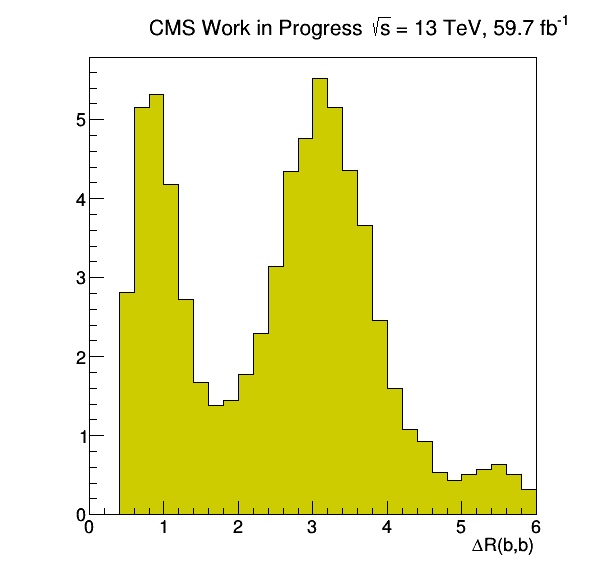 CMS Work in Progress √s = 13 TeV, 59.7 fb⁻¹
5
4
3
2
1
0
0 1 2 3 4 5 6
ΔR(b,b)